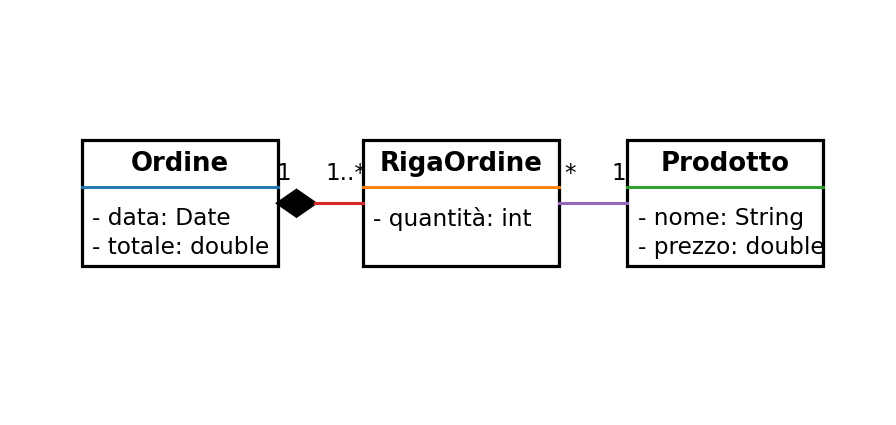 Ordine
- data: Date
- totale: double
1
1..*
RigaOrdine
- quantità: int
*
1
Prodotto
- nome: String
- prezzo: double